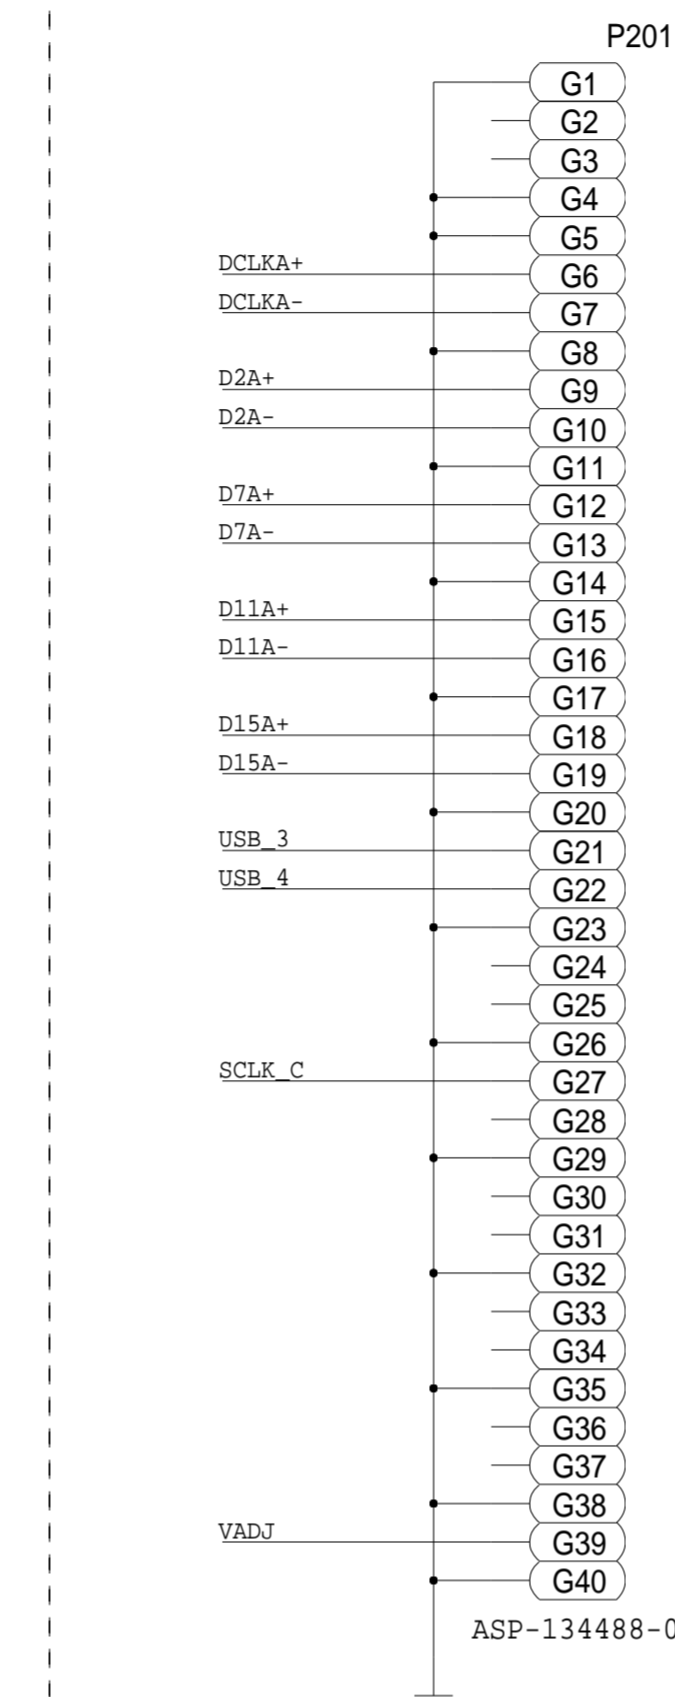 P201
G1
G2
G3
G4
G5
DCLKA+ G6
DCLKA- G7
G8
D2A+ G9
D2A- G10
G11
D7A+ G12
D7A- G13
G14
D11A+ G15
D11A- G16
G17
D15A+ G18
D15A- G19
G20
USB_3 G21
USB_4 G22
G23
G24
G25
G26
SCLK_C G27
G28
G29
G30
G31
G32
G33
G34
G35
G36
G37
G38
VADJ G39
G40
ASP-134488-0